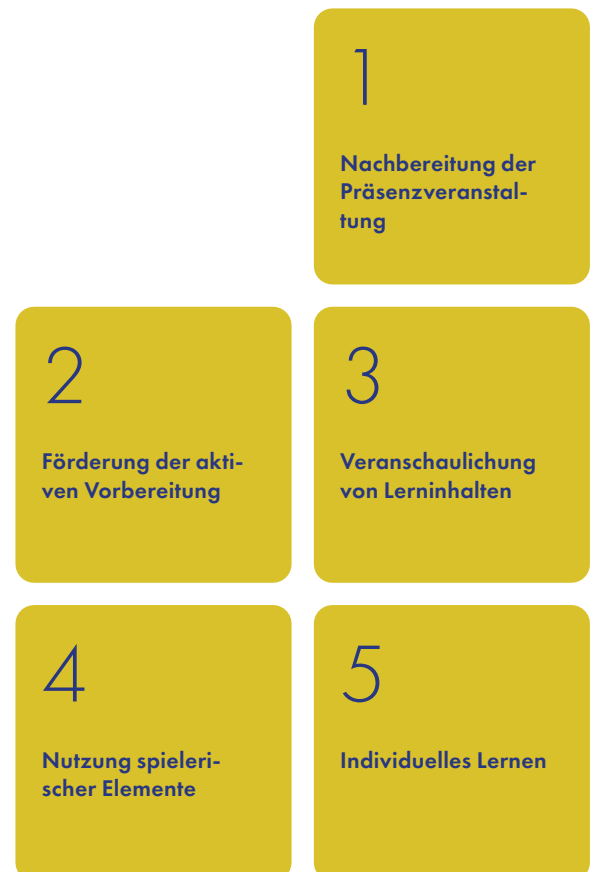 1
Nachbereitung der
Präsenzveranstal-
tung
2
Förderung der akti-
ven Vorbereitung
3
Veranschaulichung
von Lerninhalten
4
Nutzung spieleri-
scher Elemente
5
Individuelles Lernen